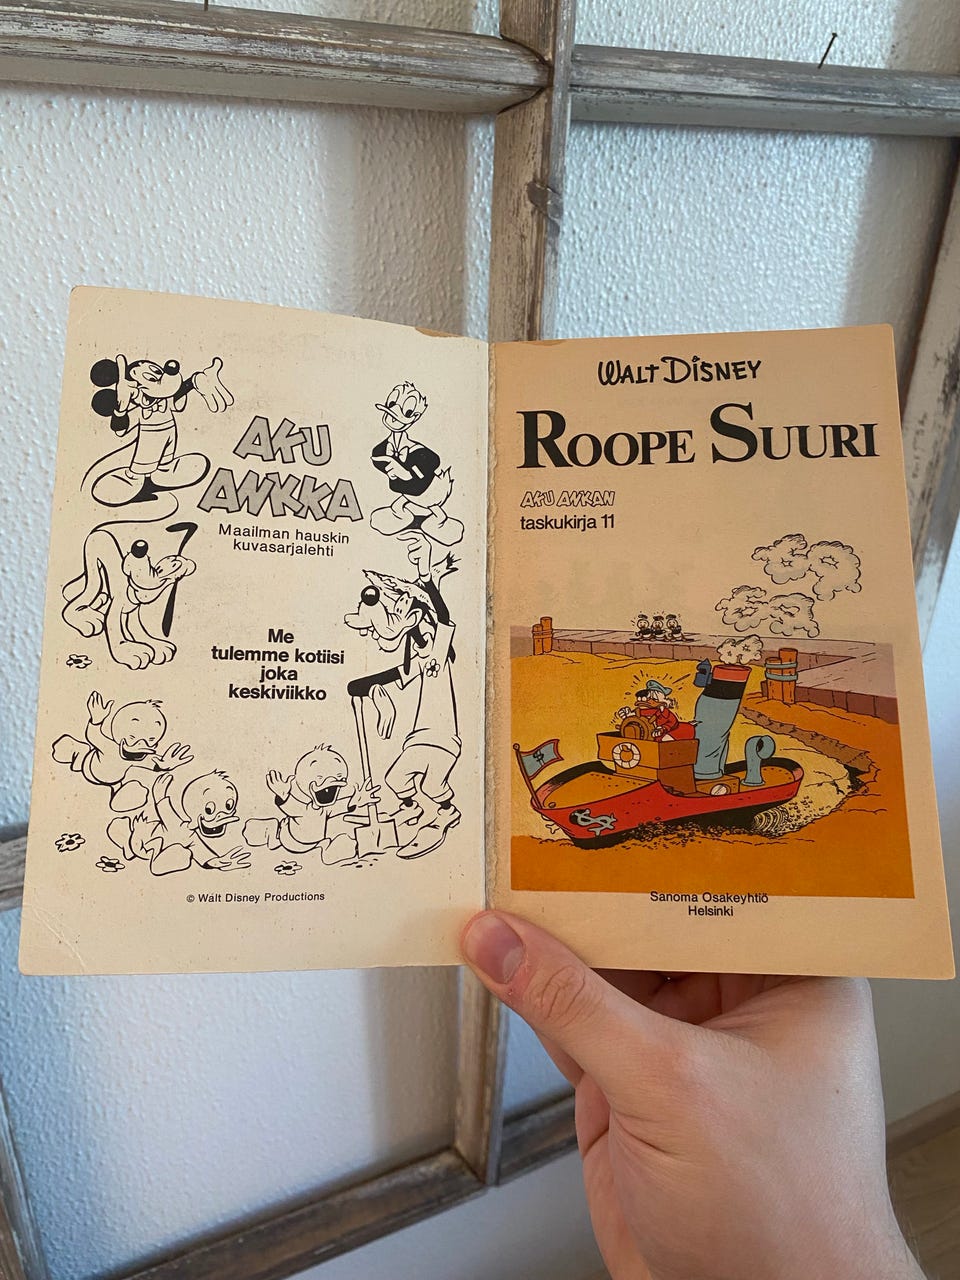 AKU
ANKKA
Maailman hauskin
kuvasarjalehti
Me
tulemme kotiisi
joka
keskiviikko
© Walt Disney Productions
WALT DISNEY
ROOPE SUURI
AKU ANKAN
taskukirja 11
$
$
Sanoma Osakeyhtiö
Helsinki